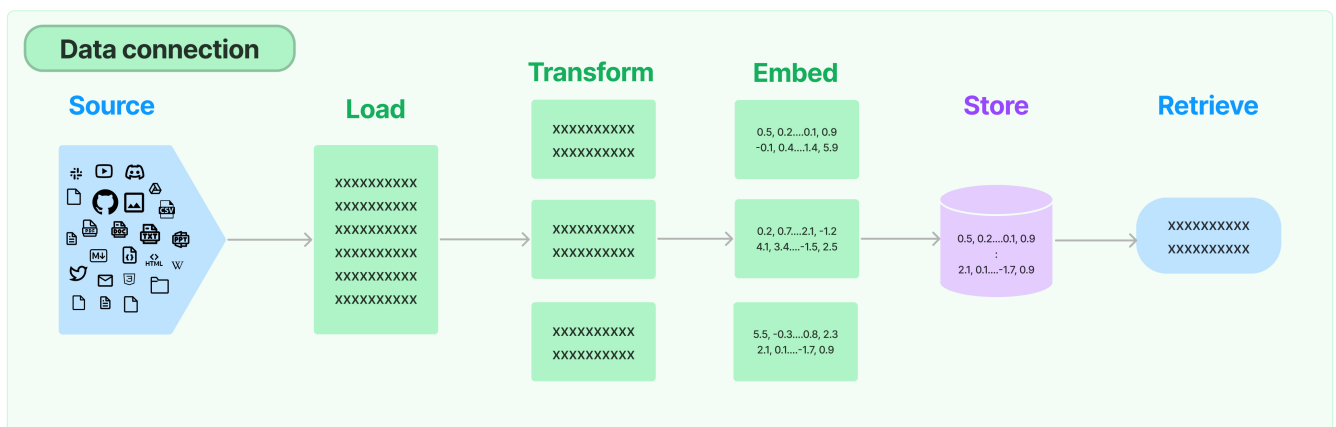 Data connection
Source
Load
Transform
Embed
Store
Retrieve
CSV
DOC
TXT
PPT
M↓
HTML
W
XXXXXXXXXX
XXXXXXXXXX
XXXXXXXXXX
XXXXXXXXXX
XXXXXXXXXX
XXXXXXXXXX
XXXXXXXXXX
XXXXXXXXXX
XXXXXXXXXX
XXXXXXXXXX
XXXXXXXXXX
XXXXXXXXXX
0.5, 0.2....0.1, 0.9
-0.1, 0.4....1.4, 5.9
0.2, 0.7....2.1, -1.2
4.1, 3.4....-1.5, 2.5
5.5, -0.3....0.8, 2.3
2.1, 0.1....-1.7, 0.9
0.5, 0.2....0.1, 0.9
:
2.1, 0.1....-1.7, 0.9
XXXXXXXXXX
XXXXXXXXXX